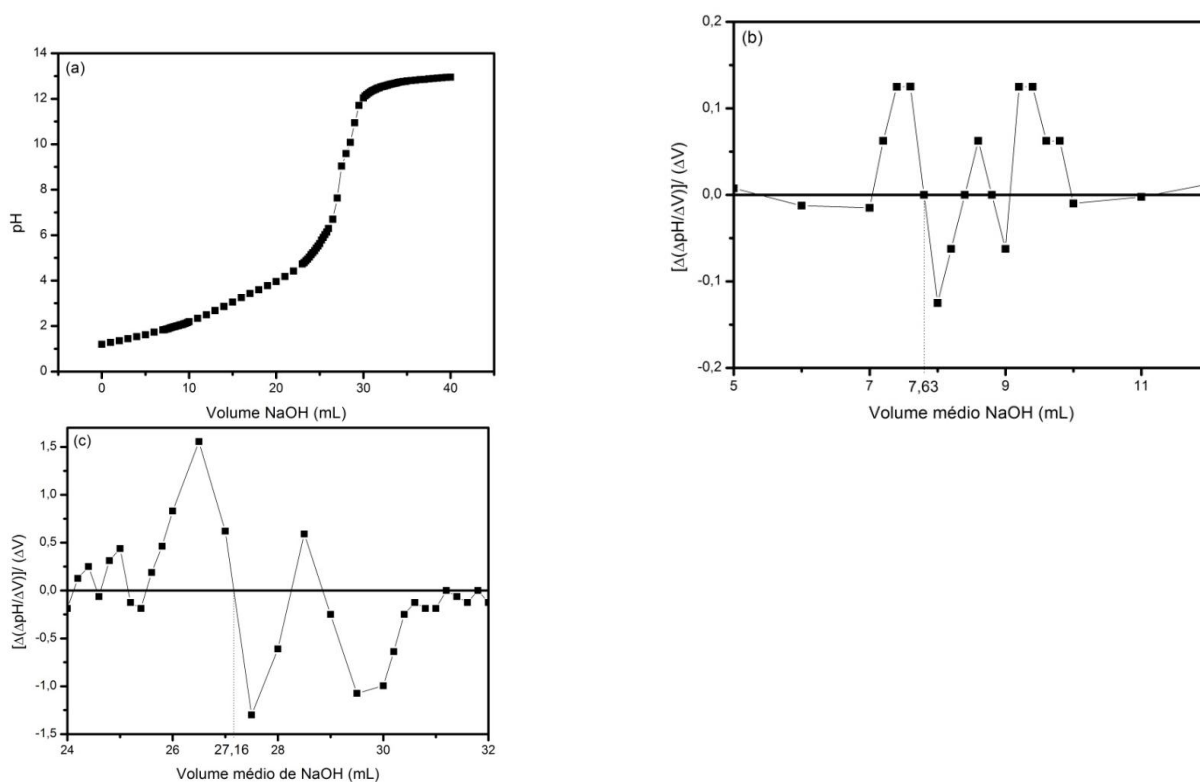 (a)
pH
14
12
10
8
6
4
2
0
0 10 20 30 40
Volume NaOH (mL)
(b)
[Δ(ΔpH/ΔV)]/ (ΔV)
0,2
0,1
0,0
-0,1
-0,2
5 7 7,63 9 11
Volume médio NaOH (mL)
(c)
[Δ(ΔpH/ΔV)]/ (ΔV)
1,5
1,0
0,5
0,0
-0,5
-1,0
-1,5
24 26 27,16 28 30 32
Volume médio de NaOH (mL)